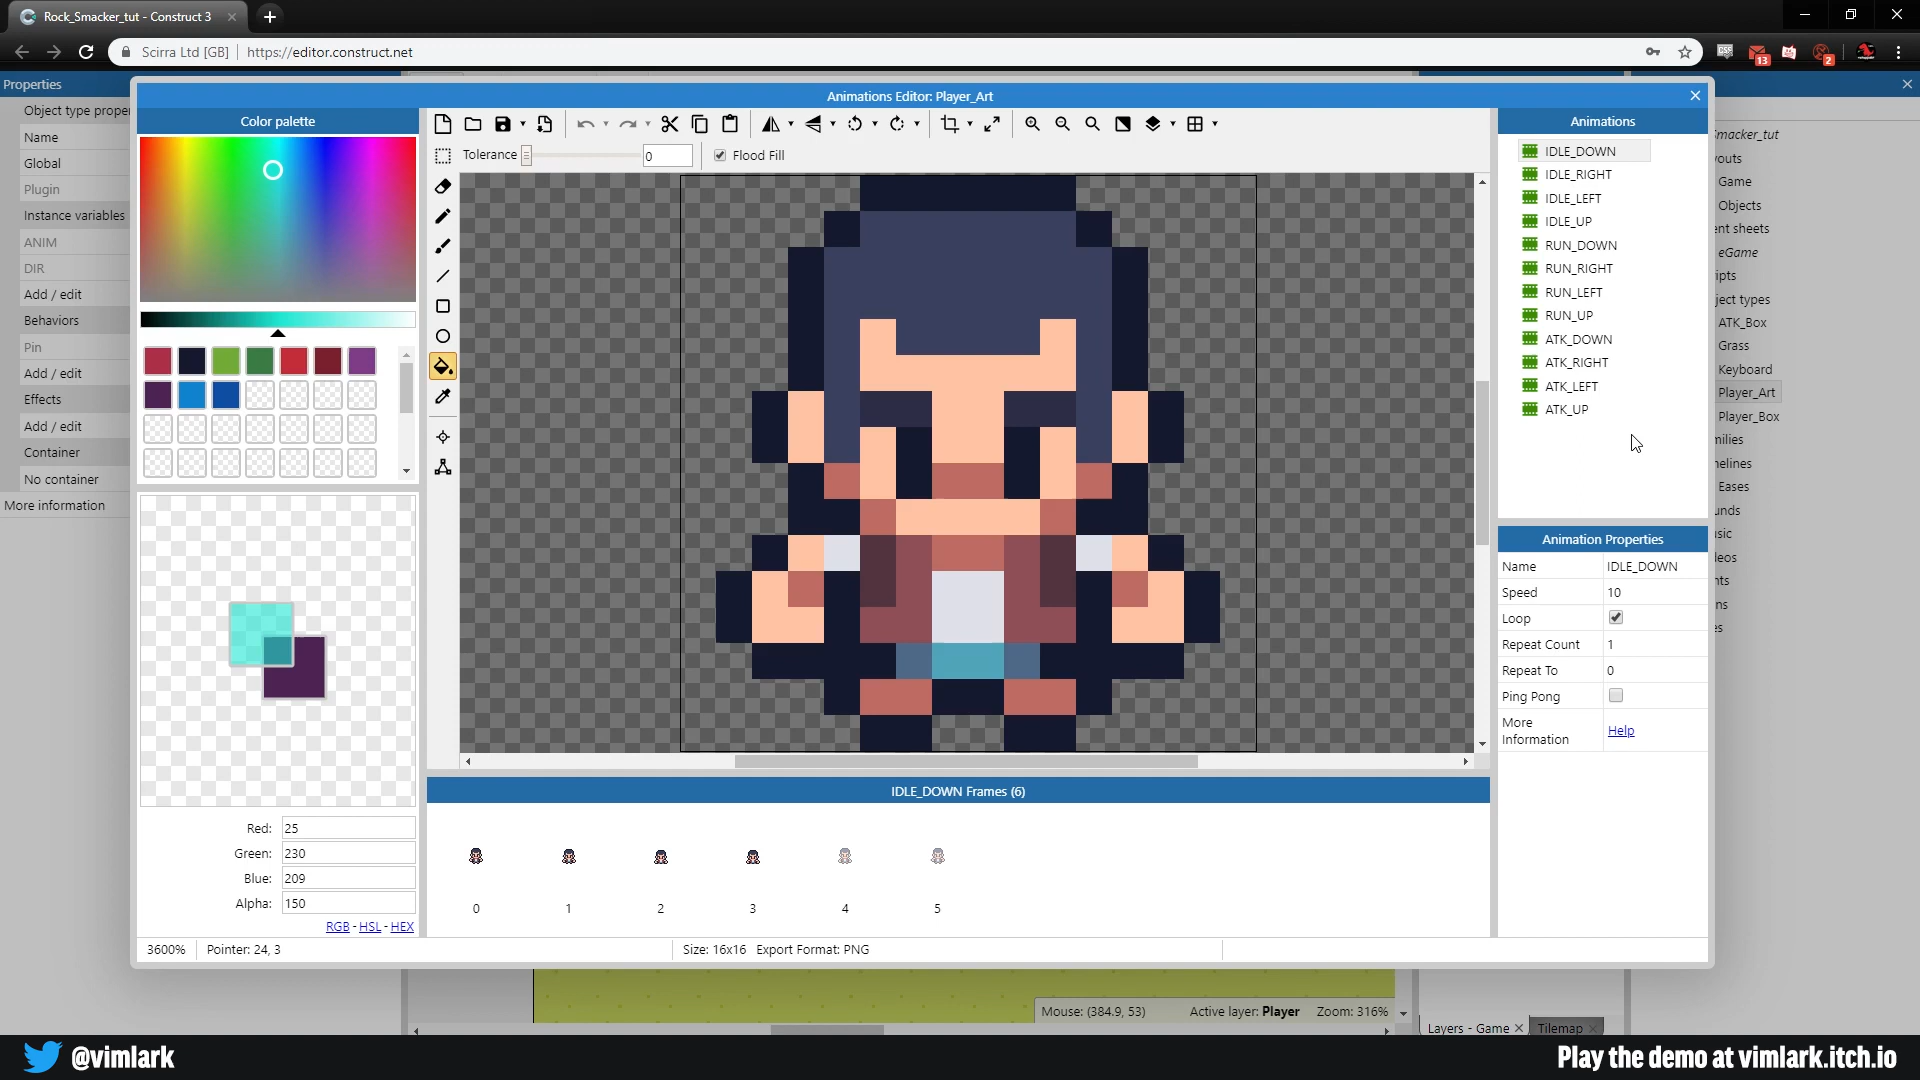 Rock_Smacker_tut - Construct 3
Scirra Ltd [GB]
https://editor.construct.net
13
2
Properties
Name
Global
Plugin
Instance variables
ANIM
DIR
Add / edit
Behaviors
Pin
Add / edit
Effects
Add / edit
Container
No container
More information
Animations Editor: Player_Art
Color palette
Tolerance
0
Flood Fill
Red: 25
Green: 230
Blue: 209
Alpha: 150
RGB - HSL - HEX
3600%
Pointer: 24, 3
Size: 16x16
Export Format: PNG
IDLE_DOWN Frames (6)
0
1
2
3
4
5
Animations
IDLE_DOWN
IDLE_RIGHT
IDLE_LEFT
IDLE_UP
RUN_DOWN
RUN_RIGHT
RUN_LEFT
RUN_UP
ATK_DOWN
ATK_RIGHT
ATK_LEFT
ATK_UP
Animation Properties
Name IDLE_DOWN
Speed 10
Loop
Repeat Count 1
Repeat To 0
Ping Pong
More
Information
Help
Game
Objects
eGame
ATK_Box
Grass
Keyboard
Player_Art
Player_Box
Eases
Mouse: (384.9, 53)
Active layer: Player
Zoom: 316%
Layers - Game
Tilemap
@vimlark
Play the demo at vimlark.itch.io